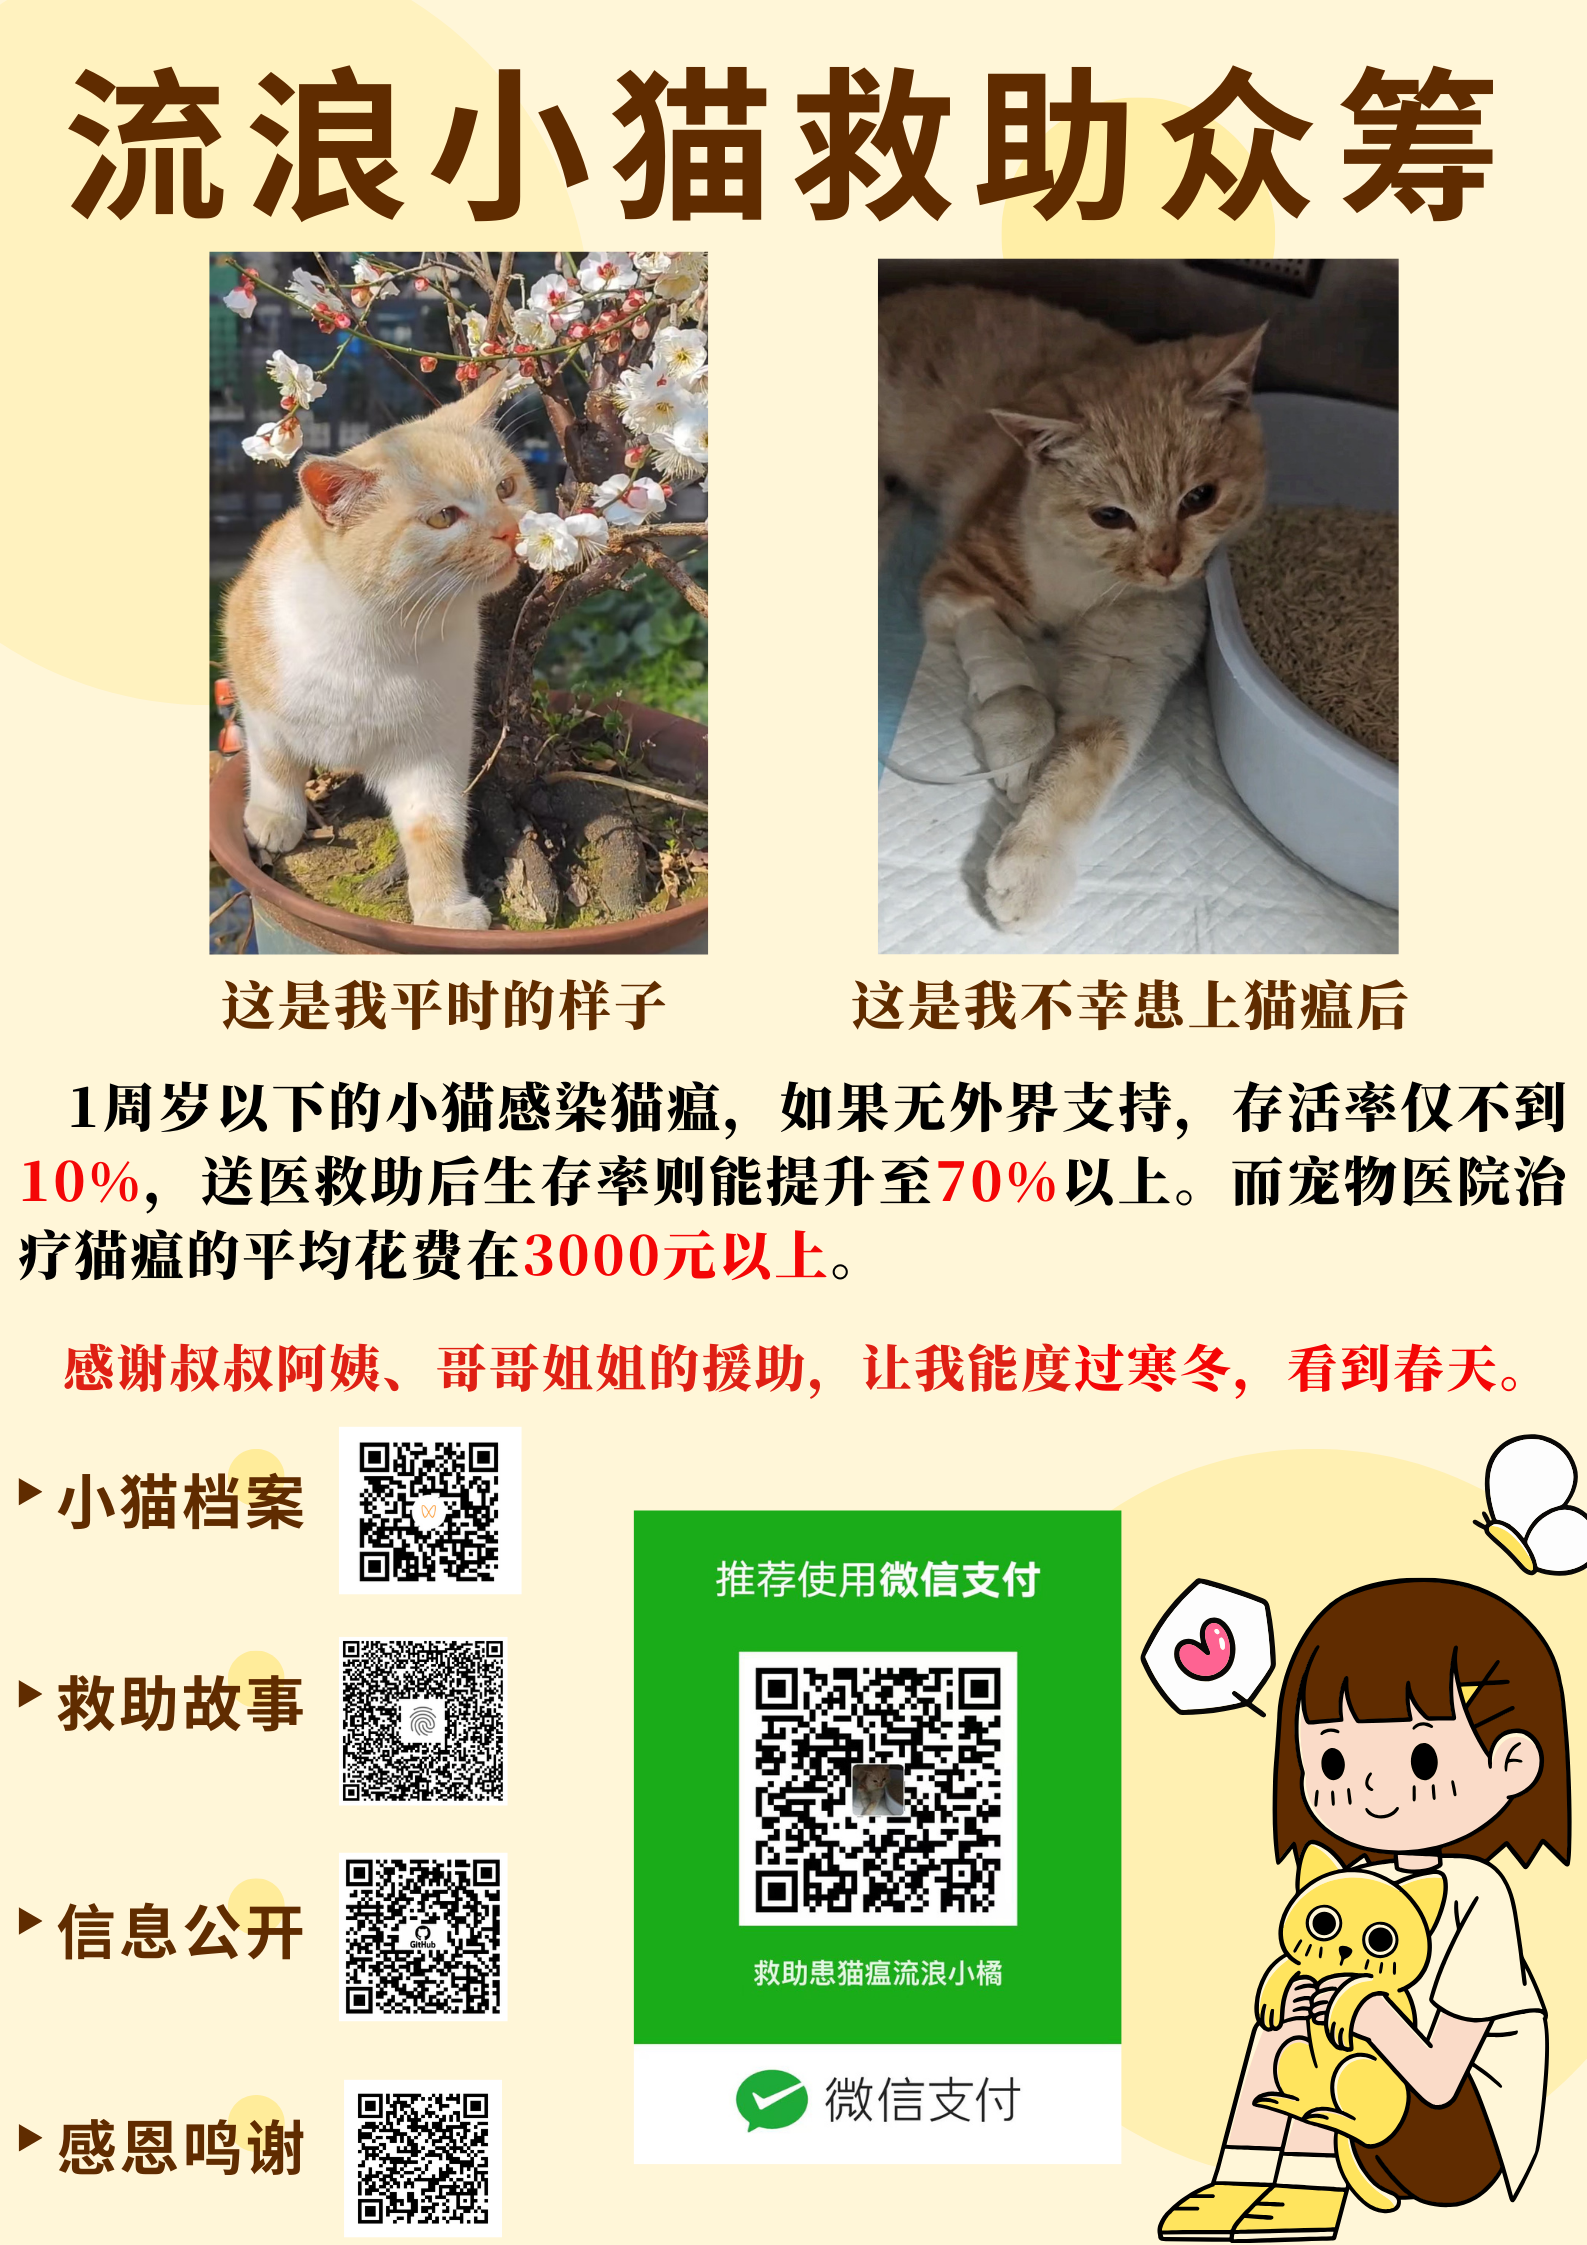 流浪小猫救助众筹
这是我平时的样子
这是我不幸患上猫瘟后
1周岁以下的小猫感染猫瘟，如果无外界支持，存活率仅不到
10%，送医救助后生存率则能提升至70%以上。而宠物医院治
疗猫瘟的平均花费在3000元以上。
感谢叔叔阿姨、哥哥姐姐的援助，让我能度过寒冬，看到春天。
小猫档案
救助故事
信息公开
GitHub
感恩鸣谢
推荐使用微信支付
救助患猫瘟流浪小橘
微信支付